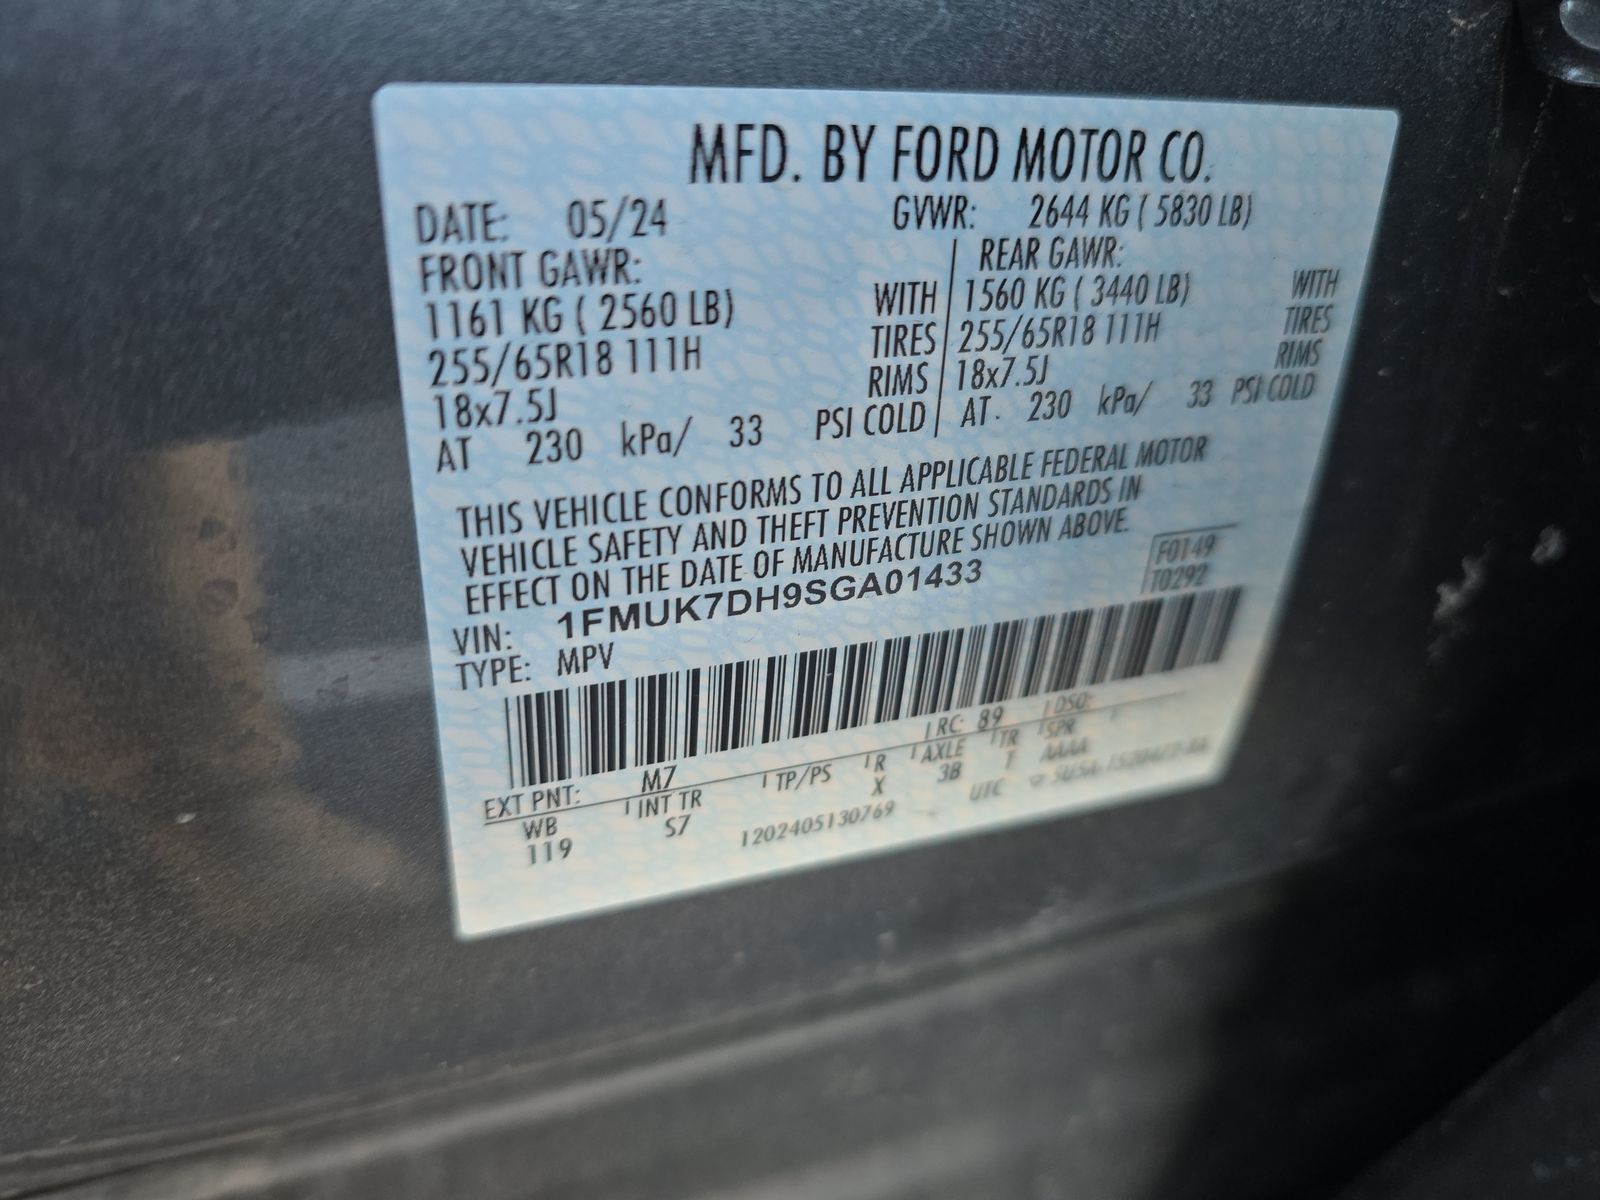 MFD. BY FORD MOTOR CO.
DATE: 05/24 GVWR: 2644 KG ( 5830 LB)
FRONT GAWR: REAR GAWR:
1161 KG ( 2560 LB) WITH 1560 KG ( 3440 LB) WITH
255/65R18 111H TIRES 255/65R18 111H TIRES
18x7.5J RIMS 18x7.5J RIMS
AT 230 kPa/ 33 PSI COLD AT 230 kPa/ 33 PSI COLD
THIS VEHICLE CONFORMS TO ALL APPLICABLE FEDERAL MOTOR
VEHICLE SAFETY AND THEFT PREVENTION STANDARDS IN
EFFECT ON THE DATE OF MANUFACTURE SHOWN ABOVE.
F0149
VIN: 1FMUK7DH9SGA01433 T0292
TYPE: MPV
EXT PNT: M7 RC: 89 DSO:
WB INT TR TP/PS R AXLE TR SPR
119 S7 X 3B T AAAA
1202405130769 UTC